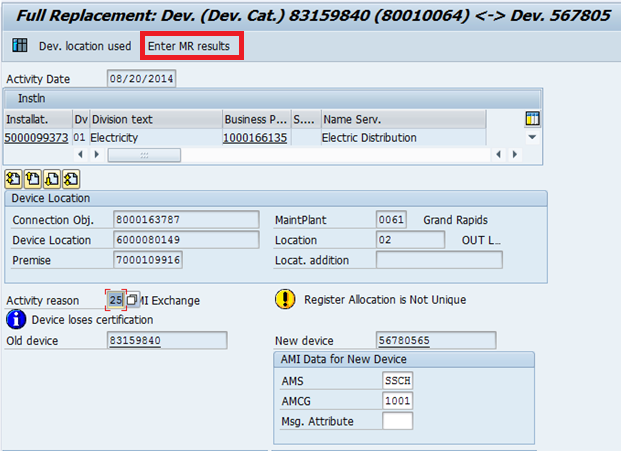 Full Replacement: Dev. (Dev. Cat.) 83159840 (80010064) <-> Dev. 567805
Dev. location used Enter MR results
Activity Date 08/20/2014
Instln
Installat. Dv Division text Business P... S.... Name Serv.
5000099373 01 Electricity 1000166135 Electric Distribution
Device Location
Connection Obj. 8000163787 MaintPlant 0061 Grand Rapids
Device Location 6000080149 Location 02 OUT L...
Premise 7000109916 Locat. addition
Activity reason 25 MI Exchange Register Allocation is Not Unique
Device loses certification
Old device 83159840 New device 56780565
AMI Data for New Device
AMS SSCH
AMCG 1001
Msg. Attribute